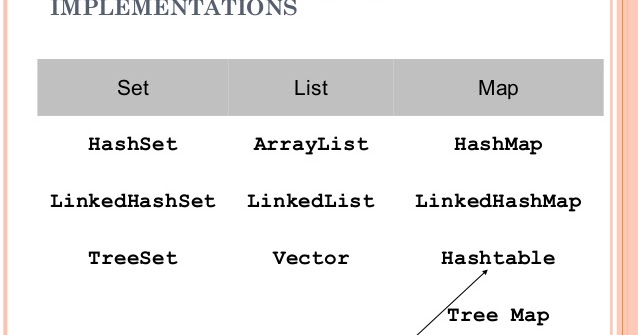 IMPLEMENTATIONS
Set List Map
HashSet ArrayList HashMap
LinkedHashSet LinkedList LinkedHashMap
TreeSet Vector Hashtable
Tree Map